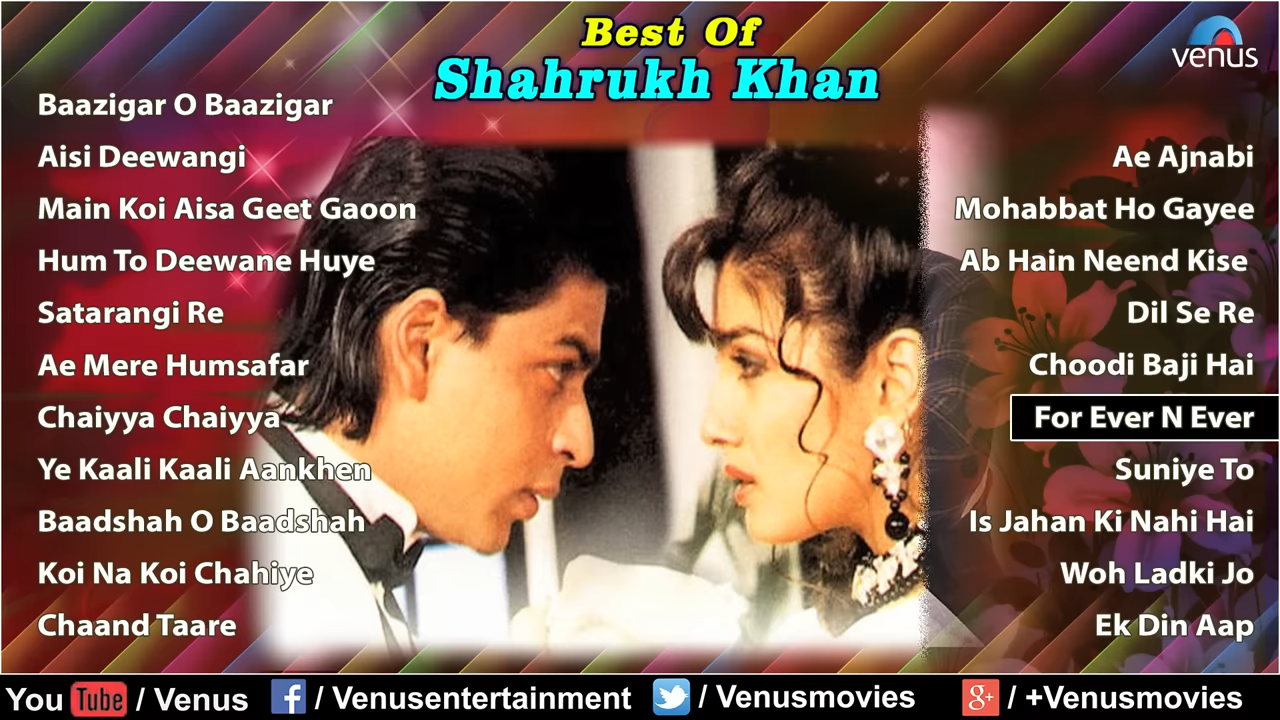 Best Of
Shahrukh Khan
venus
Baazigar O Baazigar
Aisi Deewangi
Main Koi Aisa Geet Gaoon
Hum To Deewane Huye
Satarangi Re
Ae Mere Humsafar
Chaiyya Chaiyya
Ye Kaali Kaali Aankhen
Baadshah O Baadshah
Koi Na Koi Chahiye
Chaand Taare
Ae Ajnabi
Mohabbat Ho Gayee
Ab Hain Neend Kise
Dil Se Re
Choodi Baji Hai
For Ever N Ever
Suniye To
Is Jahan Ki Nahi Hai
Woh Ladki Jo
Ek Din Aap
You Tube / Venus f / Venusentertainment / Venusmovies g+ / +Venusmovies